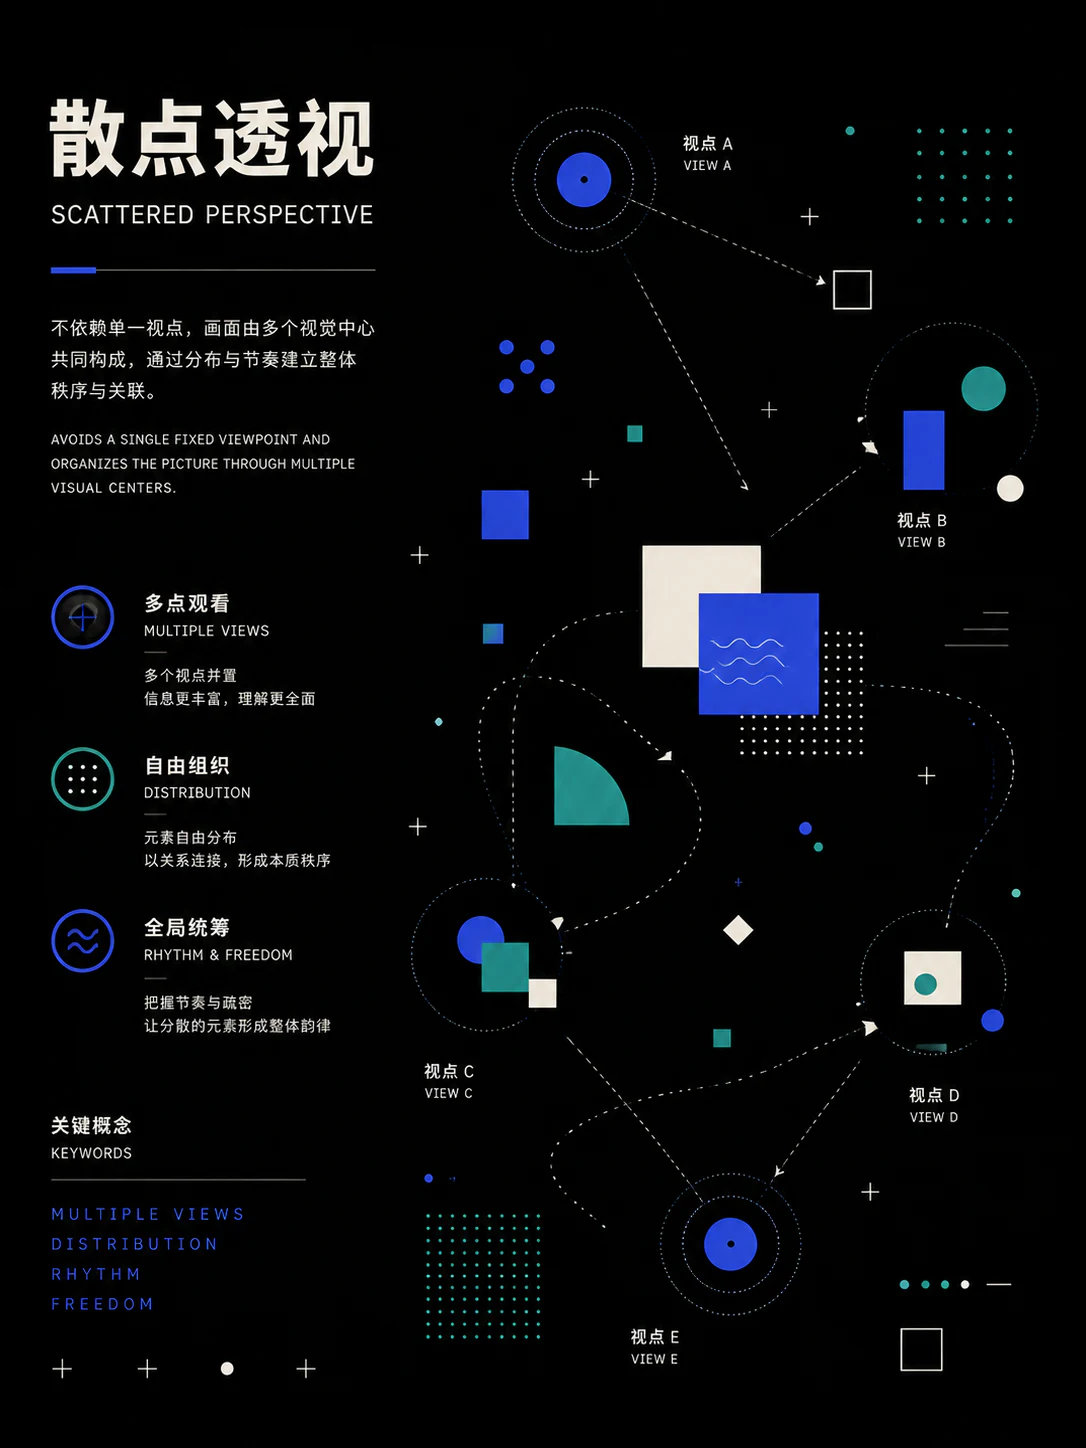 散点透视
SCATTERED PERSPECTIVE
不依赖单一视点，画面由多个视觉中心
共同构成，通过分布与节奏建立整体
秩序与关联。
AVOIDS A SINGLE FIXED VIEWPOINT AND
ORGANIZES THE PICTURE THROUGH MULTIPLE
VISUAL CENTERS.
多点观看
MULTIPLE VIEWS
多个视点并置
信息更丰富，理解更全面
自由组织
DISTRIBUTION
元素自由分布
以关系连接，形成本质秩序
全局统筹
RHYTHM & FREEDOM
把握节奏与疏密
让分散的元素形成整体韵律
关键概念
KEYWORDS
MULTIPLE VIEWS
DISTRIBUTION
RHYTHM
FREEDOM
视点 A
VIEW A
视点 B
VIEW B
视点 C
VIEW C
视点 D
VIEW D
视点 E
VIEW E